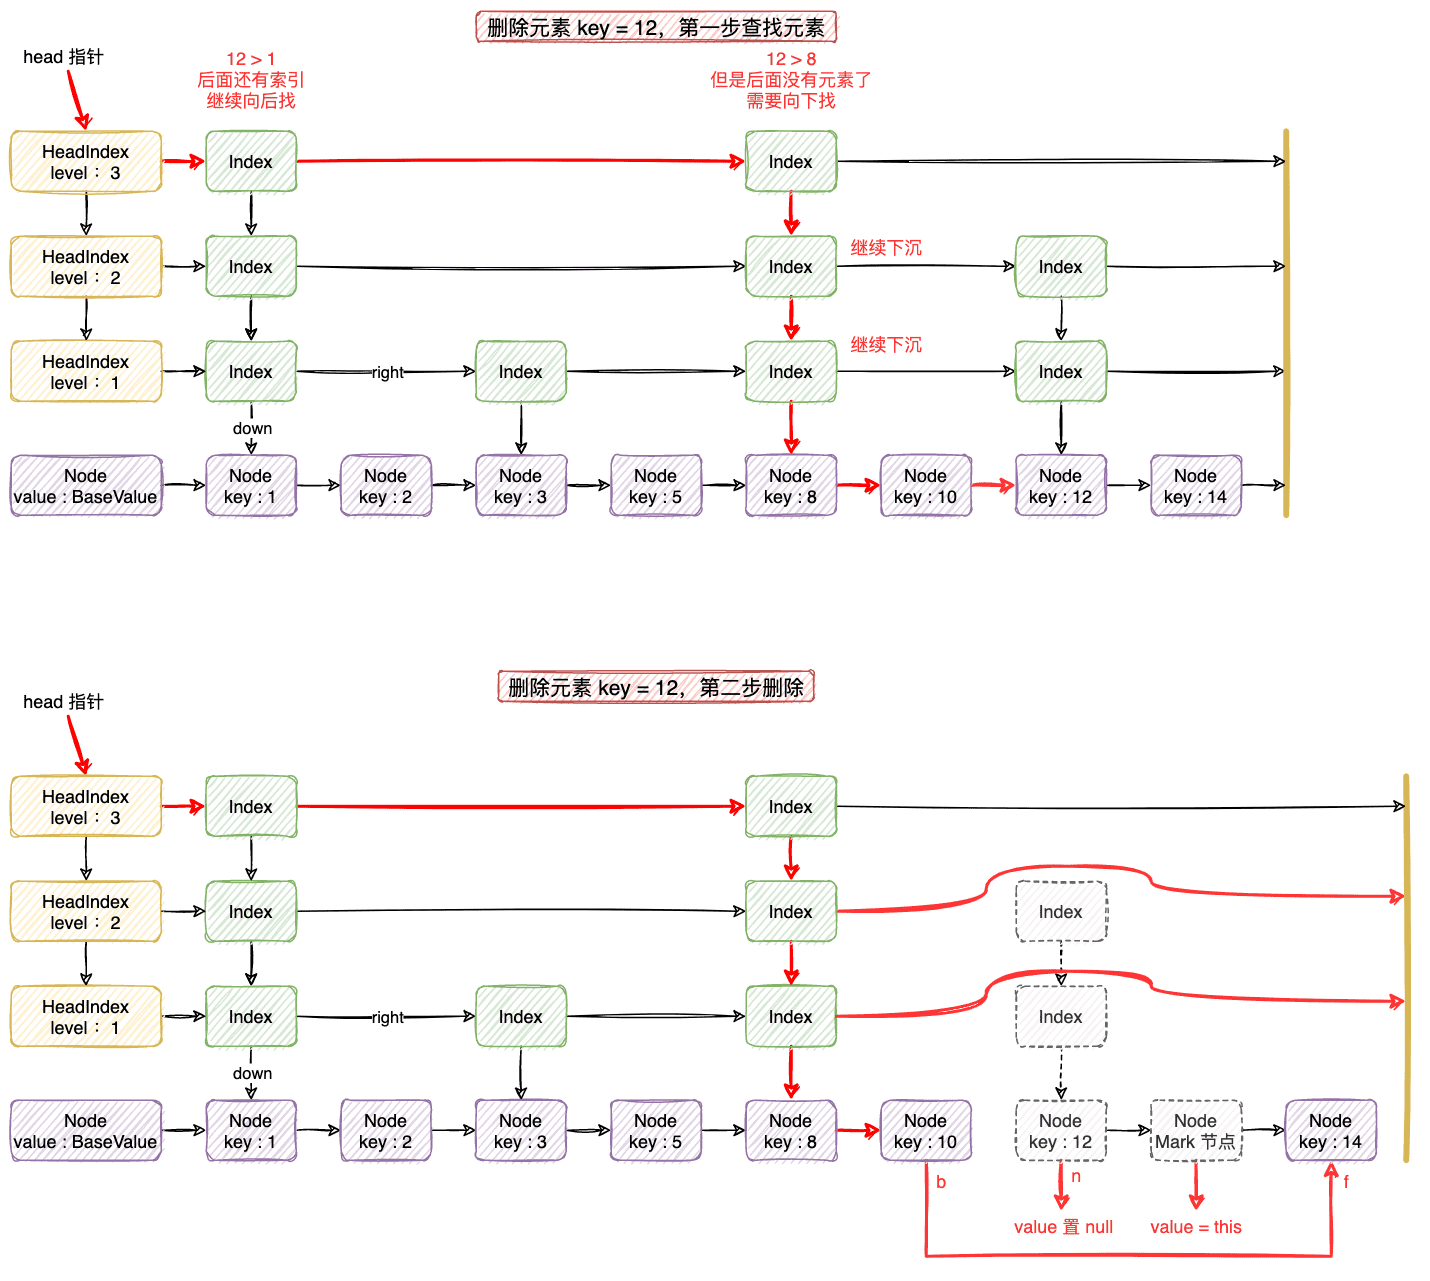 删除元素 key = 12，第一步查找元素
head 指针
12 > 1
后面还有索引
继续向后找
12 > 8
但是后面没有元素了
需要向下找
HeadIndex
level： 3
Index
Index
HeadIndex
level： 2
Index
Index
继续下沉
Index
HeadIndex
level： 1
Index
right
Index
Index
继续下沉
Index
down
Node
value : BaseValue
Node
key : 1
Node
key : 2
Node
key : 3
Node
key : 5
Node
key : 8
Node
key : 10
Node
key : 12
Node
key : 14
删除元素 key = 12，第二步删除
head 指针
HeadIndex
level： 3
Index
Index
HeadIndex
level： 2
Index
Index
Index
HeadIndex
level： 1
Index
right
Index
Index
Index
down
Node
value : BaseValue
Node
key : 1
Node
key : 2
Node
key : 3
Node
key : 5
Node
key : 8
Node
key : 10
Node
key : 12
Node
Mark 节点
Node
key : 14
b
n
f
value 置 null
value = this